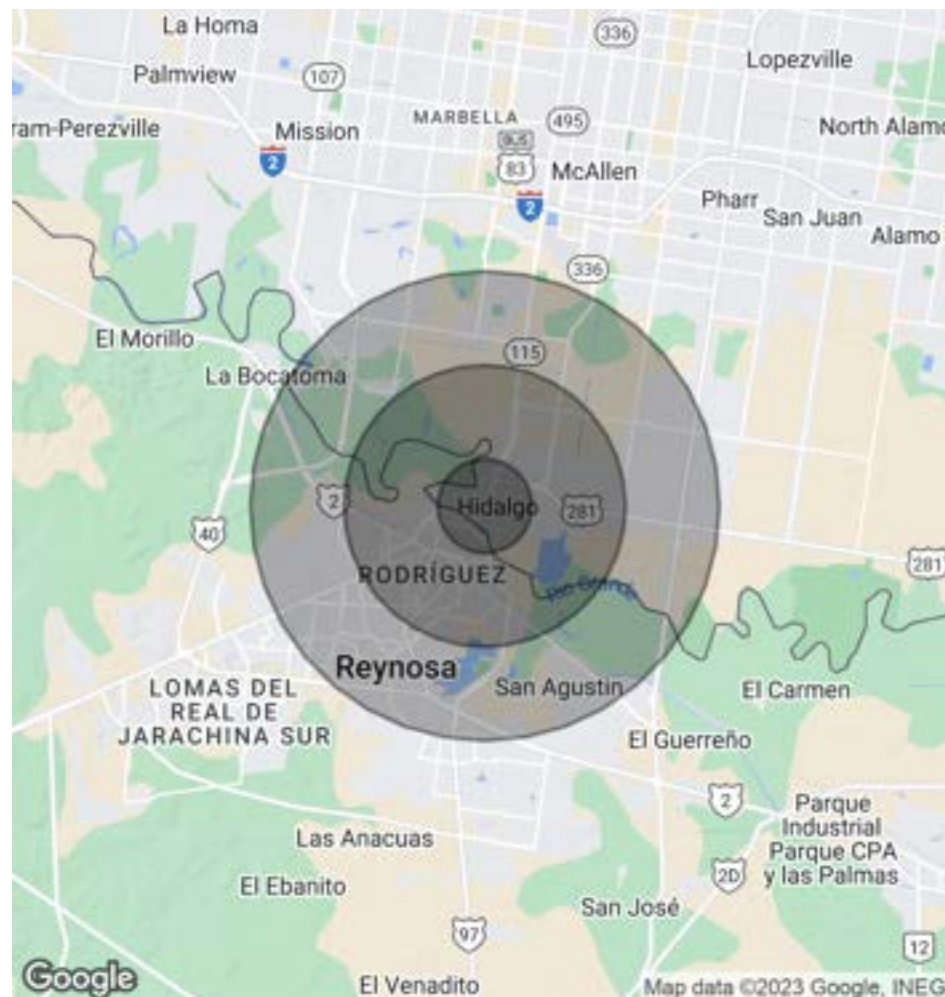 La Homa
336
Lopezville
Palmview
107
MARBELLA
495
ram-Perezville
Mission
North Alamo
BUS
83
2
McAllen
2
Pharr
San Juan
Alamo
336
El Morillo
115
La Bocatoma
2
Hidalgo
281
40
281
RODRÍGUEZ
Rio Grande
Reynosa
LOMAS DEL
REAL DE
JARACHINA SUR
San Agustin
El Carmen
El Guerreño
2
Parque
Industrial
Parque CPA
y las Palmas
Las Anacuas
2D
El Ebanito
San José
97
12
Google
El Venadito
Map data ©2023 Google, INEG